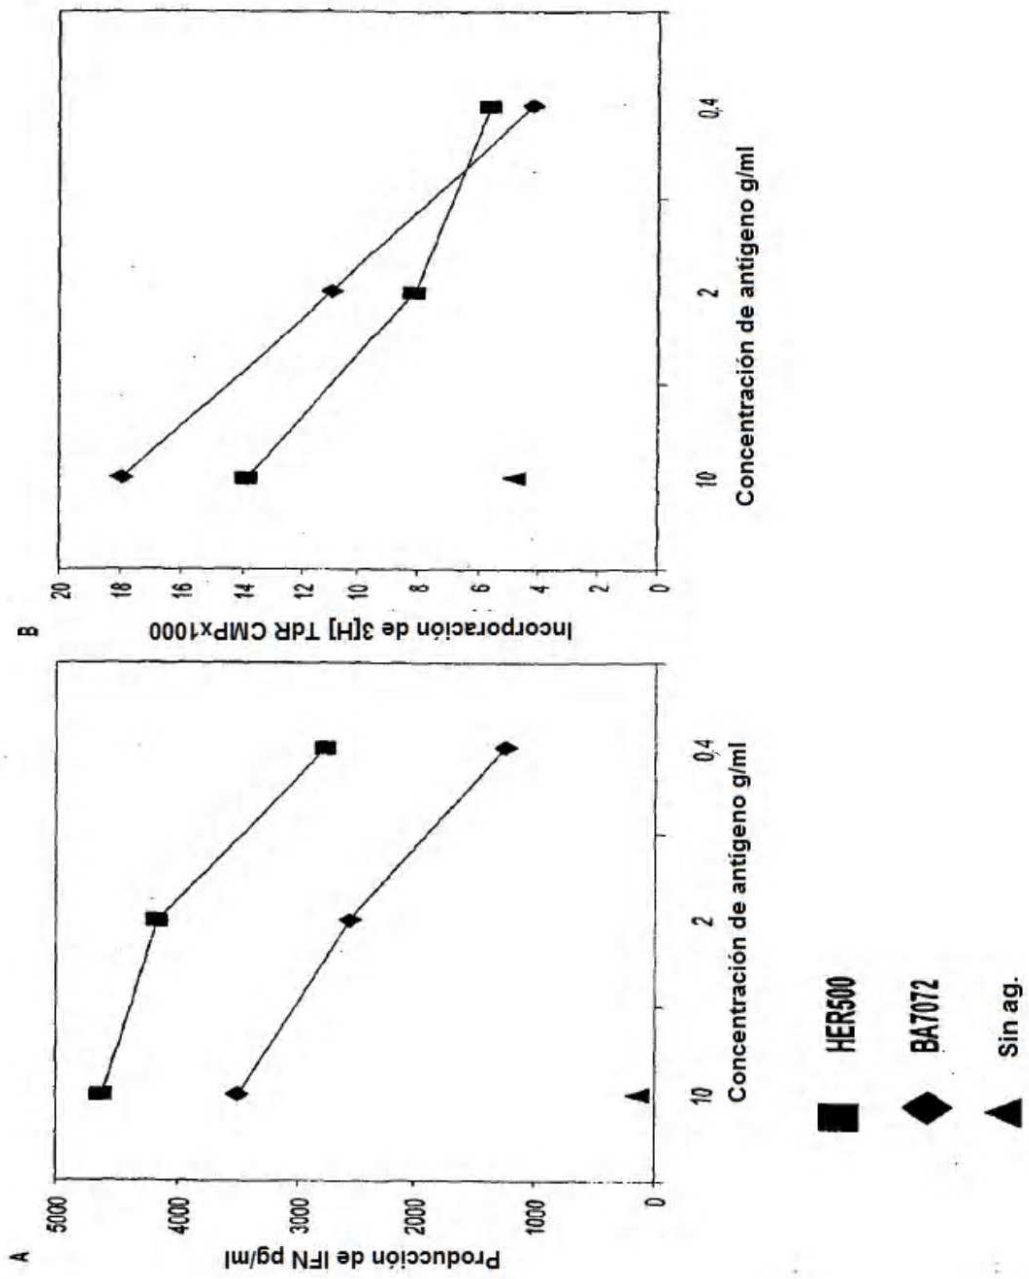 A
Producción de IFN pg/ml
5000
4000
3000
2000
1000
0
10 2 0,4
Concentración de antígeno g/ml
B
Incorporación de 3[H] TdR CMPx1000
20
18
16
14
12
10
8
6
4
2
0
10 2 0,4
Concentración de antígeno g/ml
HER500
BA7072
Sin ag.